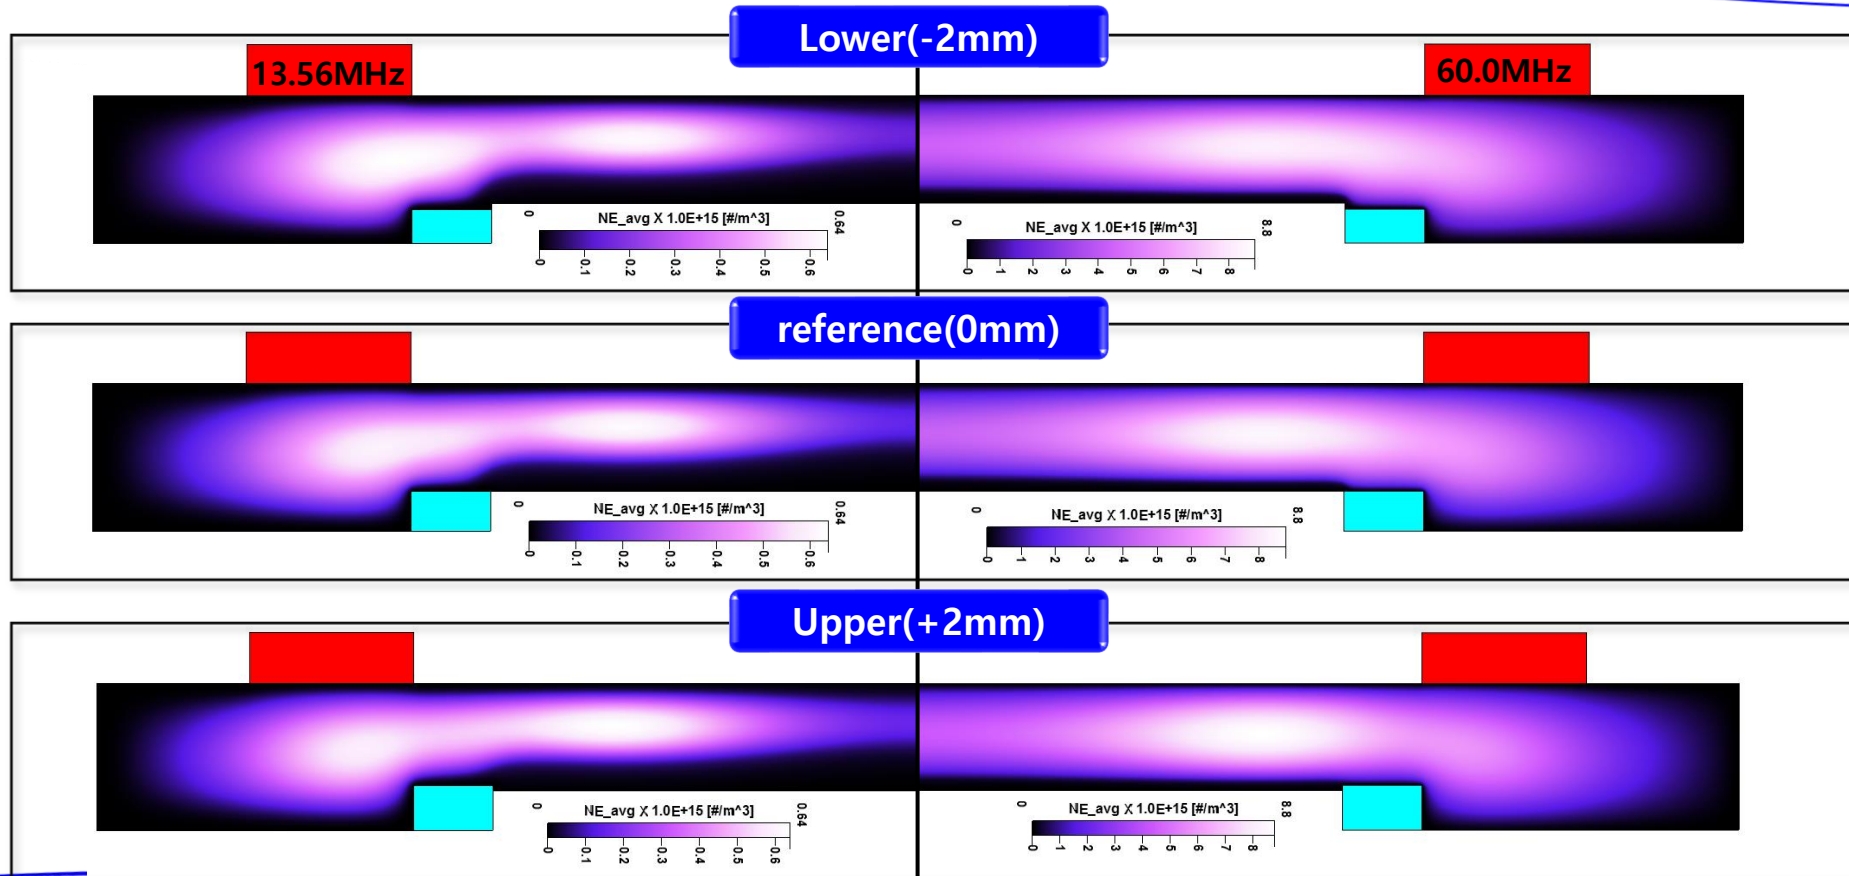 Lower(-2mm)
13.56MHz
60.0MHz
0
NE_avg X 1.0E+15 [#/m^3]
0.64
0 0.1 0.2 0.3 0.4 0.5 0.6
0
NE_avg X 1.0E+15 [#/m^3]
8.8
0 1 2 3 4 5 6 7 8
reference(0mm)
0
NE_avg X 1.0E+15 [#/m^3]
0.64
0 0.1 0.2 0.3 0.4 0.5 0.6
0
NE_avg X 1.0E+15 [#/m^3]
8.8
0 1 2 3 4 5 6 7 8
Upper(+2mm)
0
NE_avg X 1.0E+15 [#/m^3]
0.64
0 0.1 0.2 0.3 0.4 0.5 0.6
0
NE_avg X 1.0E+15 [#/m^3]
8.8
0 1 2 3 4 5 6 7 8